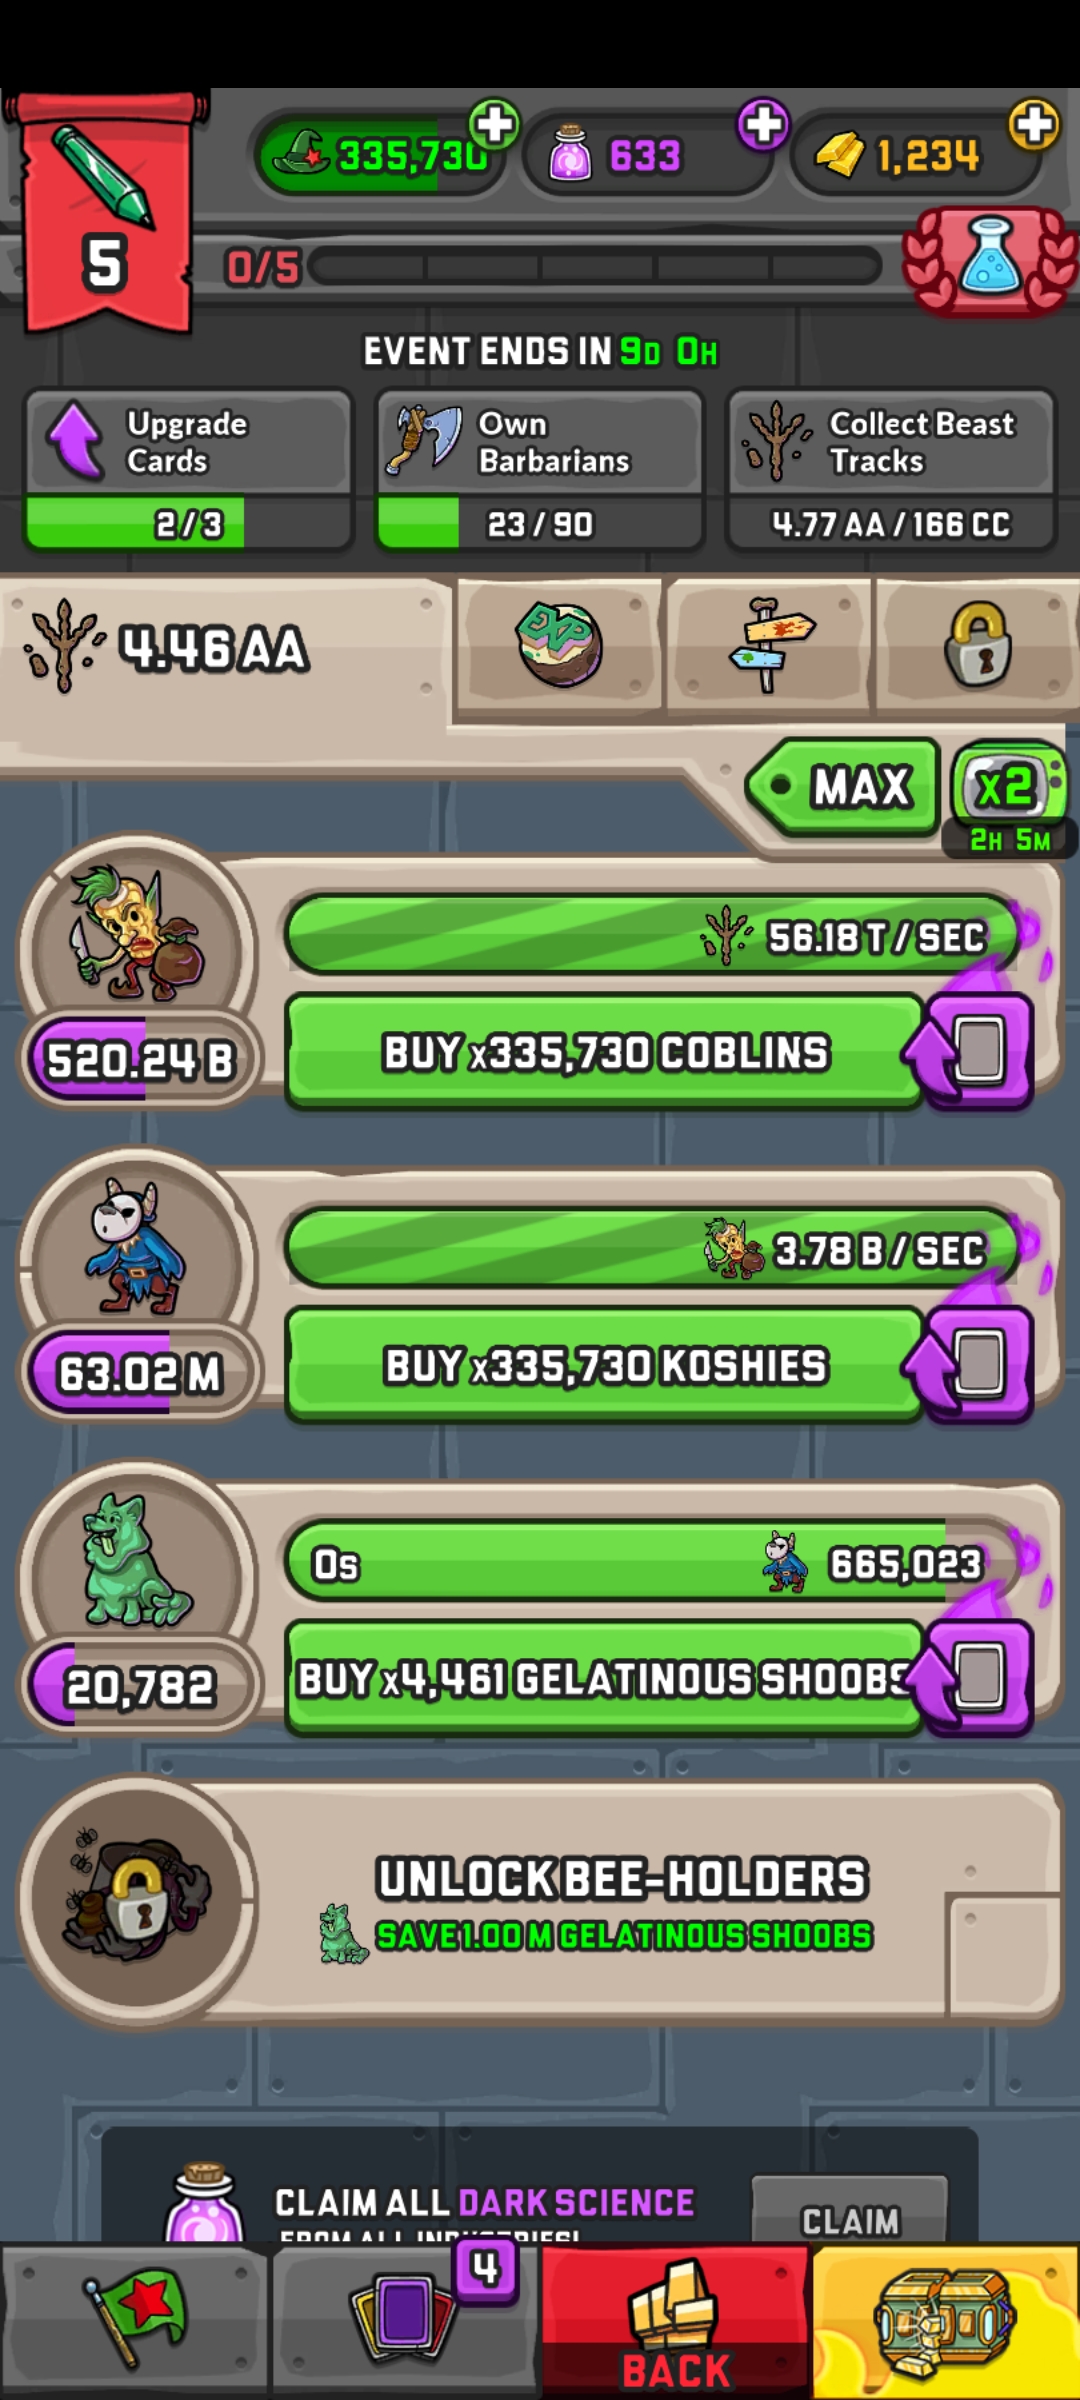 335,730
633
1,234
5
0/5
EVENT ENDS IN 9D 0H
Upgrade
Cards
2/3
Own
Barbarians
23/90
Collect Beast
Tracks
4.77 AA/166 CC
4.46 AA
EXP
MAX
x2
2H 5M
56.18 T/SEC
520.24 B
BUY x335,730 COBLINS
3.78 B/SEC
63.02 M
BUY x335,730 KOSHIES
0s
665,023
20,782
BUY x4,461 GELATINOUS SHOOBS
UNLOCK BEE-HOLDERS
SAVE 1.00 M GELATINOUS SHOOBS
CLAIM ALL DARK SCIENCE
FROM ALL INDUSTRIES!
CLAIM
4
BACK